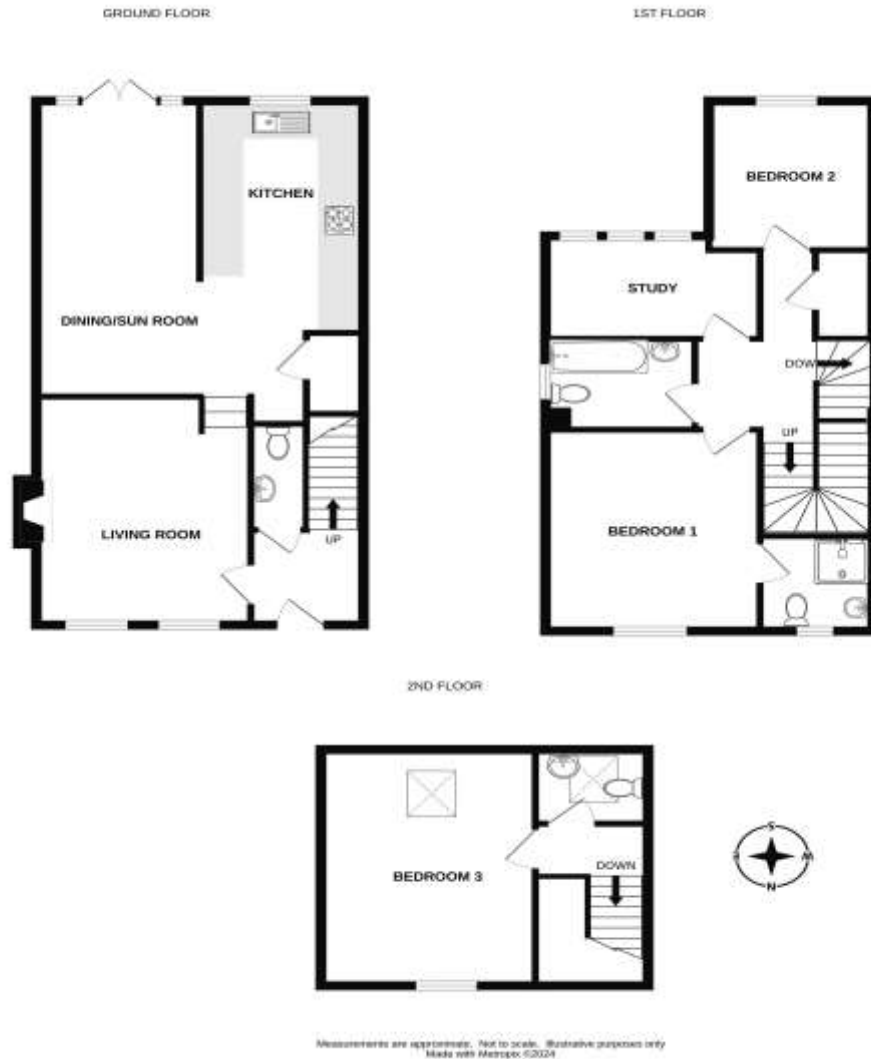 GROUND FLOOR
1ST FLOOR
KITCHEN
DINING/SUN ROOM
LIVING ROOM
UP
BEDROOM 2
STUDY
DOWN
UP
BEDROOM 1
2ND FLOOR
BEDROOM 3
DOWN
S
W
N
Measurements are approximate. Not to scale. Illustrative purposes only
Made with Metropix ©2024